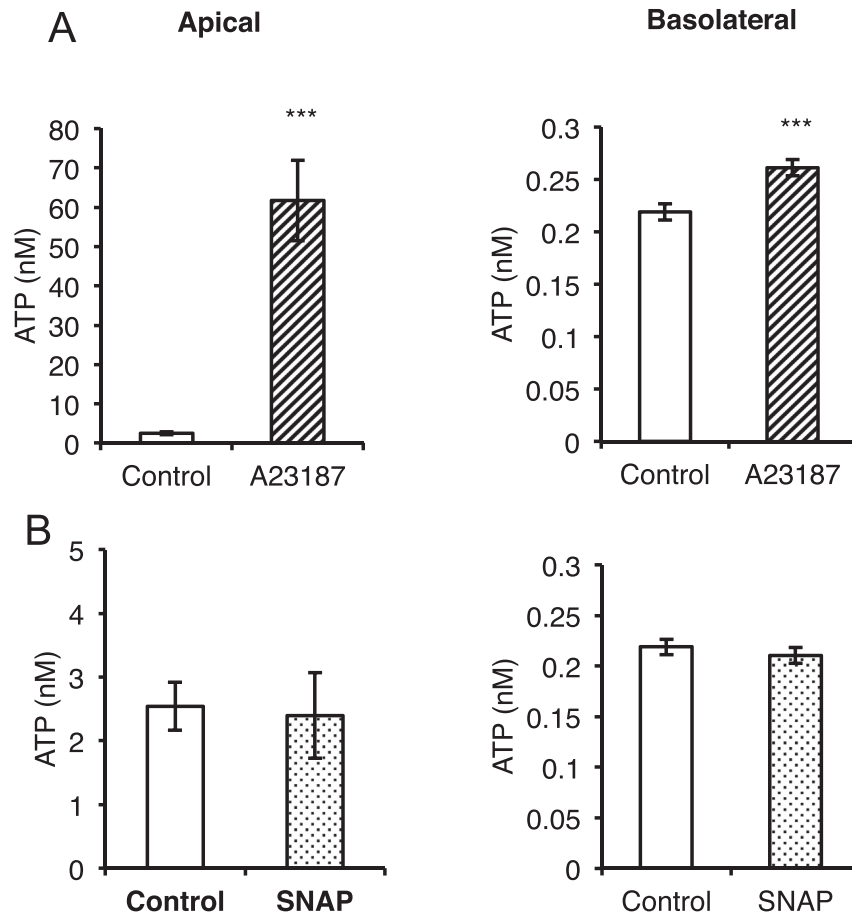 A
Apical
Basolateral
***
80
70
60
50
40
30
20
10
0
ATP (nM)
Control
A23187
***
0.3
0.25
0.2
0.15
0.1
0.05
0
ATP (nM)
Control
A23187
B
5
4
3
2
1
0
ATP (nM)
Control
SNAP
0.3
0.25
0.2
0.15
0.1
0.05
0
ATP (nM)
Control
SNAP